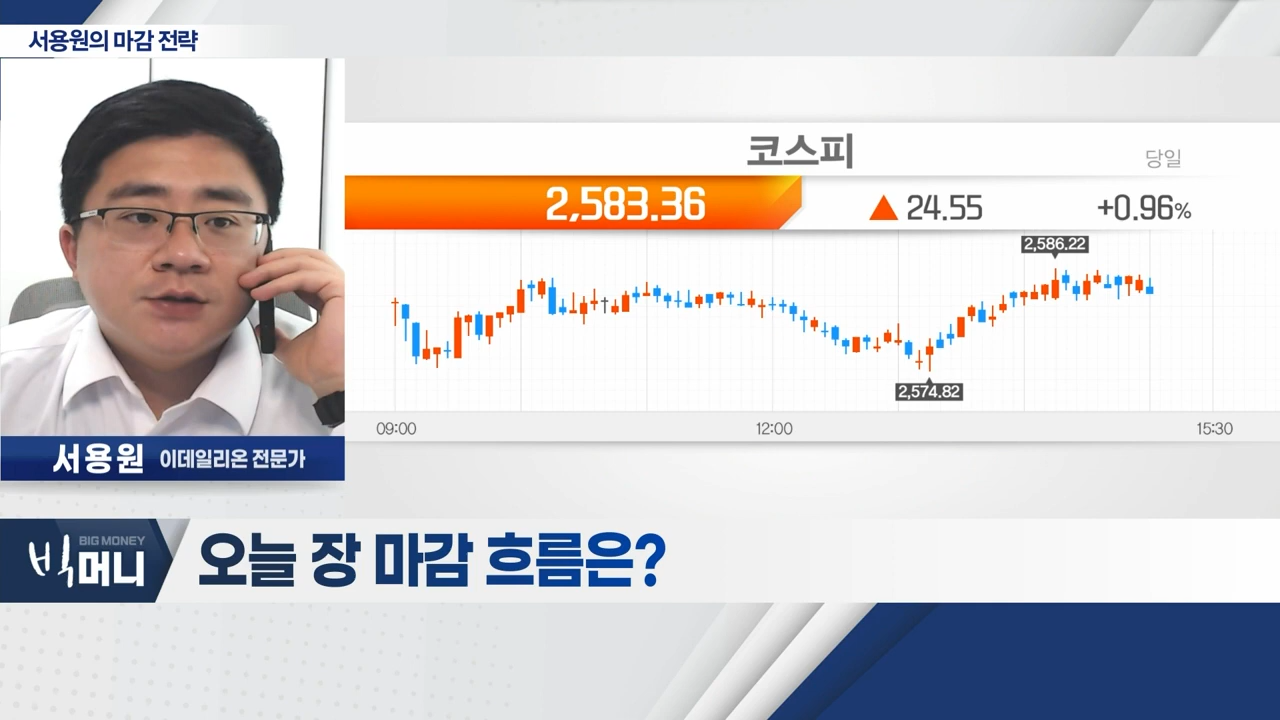 서용원의 마감 전략
코스피
당일
2,583.36 ▲ 24.55 +0.96%
2,586.22
2,574.82
09:00 12:00 15:30
서용원 이데일리온 전문가
BIG MONEY
빅머니
오늘 장 마감 흐름은?